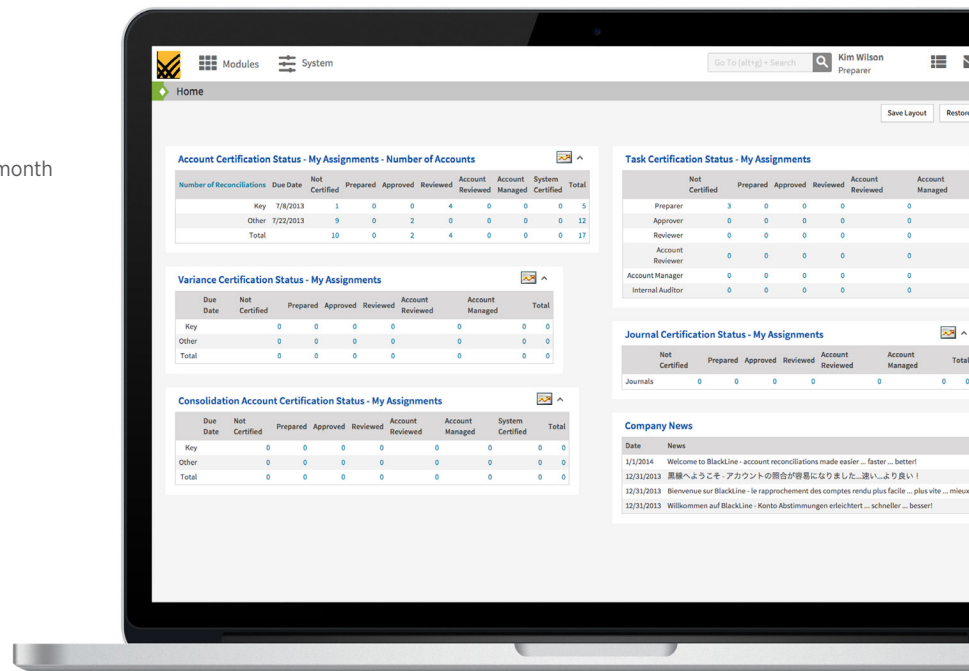 month
Modules
System
Go To (alt+g) + Search
Kim Wilson
Preparer
Home
Save Layout
Restore
Account Certification Status - My Assignments - Number of Accounts
Number of Reconciliations Due Date Not Certified Prepared Approved Reviewed Account Reviewed Account Managed System Certified Total
Key 7/8/2013 1 0 0 4 0 0 0 5
Other 7/22/2013 9 0 2 0 0 0 0 12
Total 10 0 2 4 0 0 0 17
Variance Certification Status - My Assignments
Due Date Not Certified Prepared Approved Reviewed Account Reviewed Account Managed Total
Key 0 0 0 0 0 0 0
Other 0 0 0 0 0 0 0
Total 0 0 0 0 0 0 0
Consolidation Account Certification Status - My Assignments
Due Date Not Certified Prepared Approved Reviewed Account Reviewed Account Managed System Certified Total
Key 0 0 0 0 0 0 0 0
Other 0 0 0 0 0 0 0 0
Total 0 0 0 0 0 0 0 0
Task Certification Status - My Assignments
Not Certified Prepared Approved Reviewed Account Reviewed Account Managed
Preparer 3 0 0 0 0 0
Approver 0 0 0 0 0 0
Reviewer 0 0 0 0 0 0
Account Reviewer 0 0 0 0 0 0
Account Manager 0 0 0 0 0 0
Internal Auditor 0 0 0 0 0 0
Journal Certification Status - My Assignments
Not Certified Prepared Approved Reviewed Account Reviewed Account Managed Total
Journals 0 0 0 0 0 0 0
Company News
Date News
1/1/2014 Welcome to BlackLine - account reconciliations made easier ... faster ... better!
12/31/2013 黒線へようこそ - アカウントの照合が容易になりました...速い...より良い！
12/31/2013 Bienvenue sur BlackLine - le rapprochement des comptes rendu plus facile ... plus vite ... mieux
12/31/2013 Willkommen auf BlackLine - Konto Abstimmungen erleichtert ... schneller ... besser!